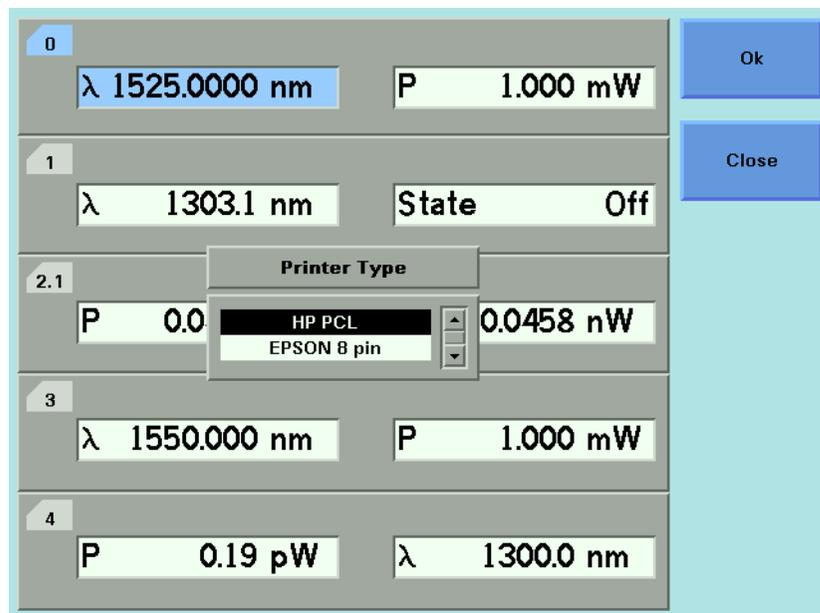 0
λ 1525.0000 nm
P 1.000 mW
Ok
1
λ 1303.1 nm
State Off
Close
Printer Type
2.1
P 0.0
0.0458 nW
HP PCL
EPSON 8 pin
3
λ 1550.000 nm
P 1.000 mW
4
P 0.19 pW
λ 1300.0 nm